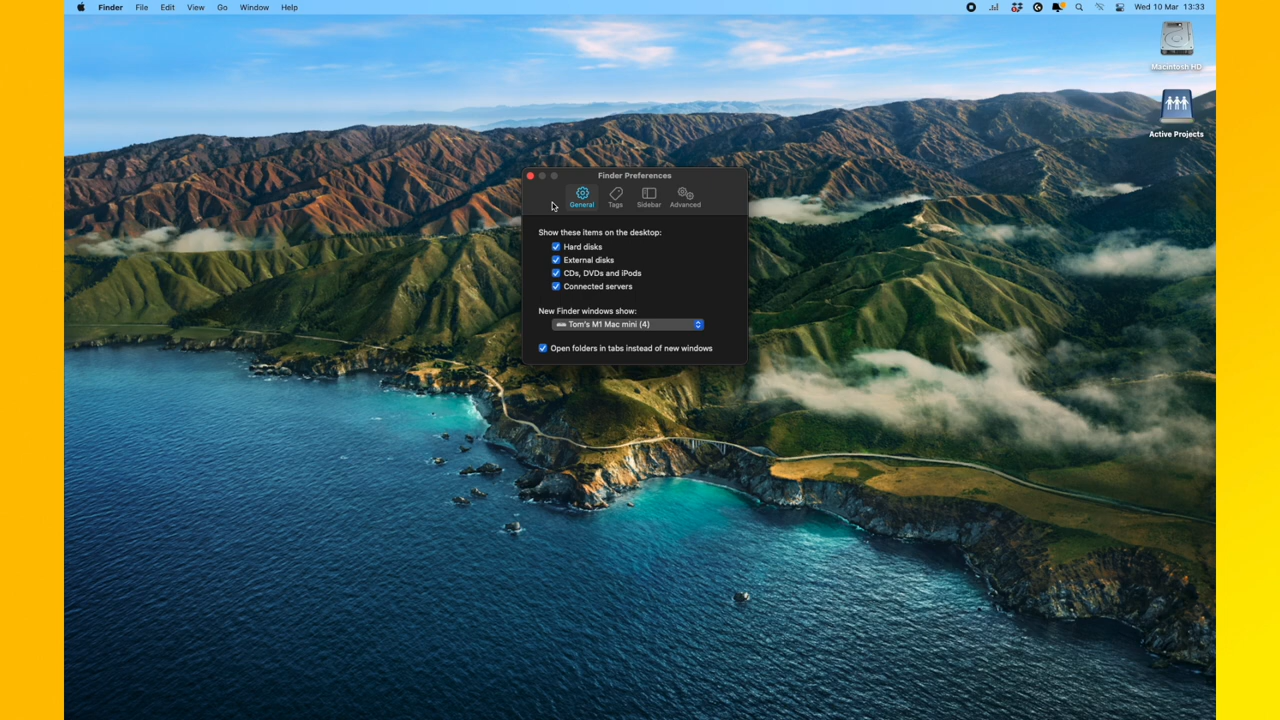 Finder File Edit View Go Window Help
Wed 10 Mar 13:33
Macintosh HD
Active Projects
Finder Preferences
General Tags Sidebar Advanced
Show these items on the desktop:
Hard disks
External disks
CDs, DVDs and iPods
Connected servers
New Finder windows show:
Tom's M1 Mac mini (4)
Open folders in tabs instead of new windows